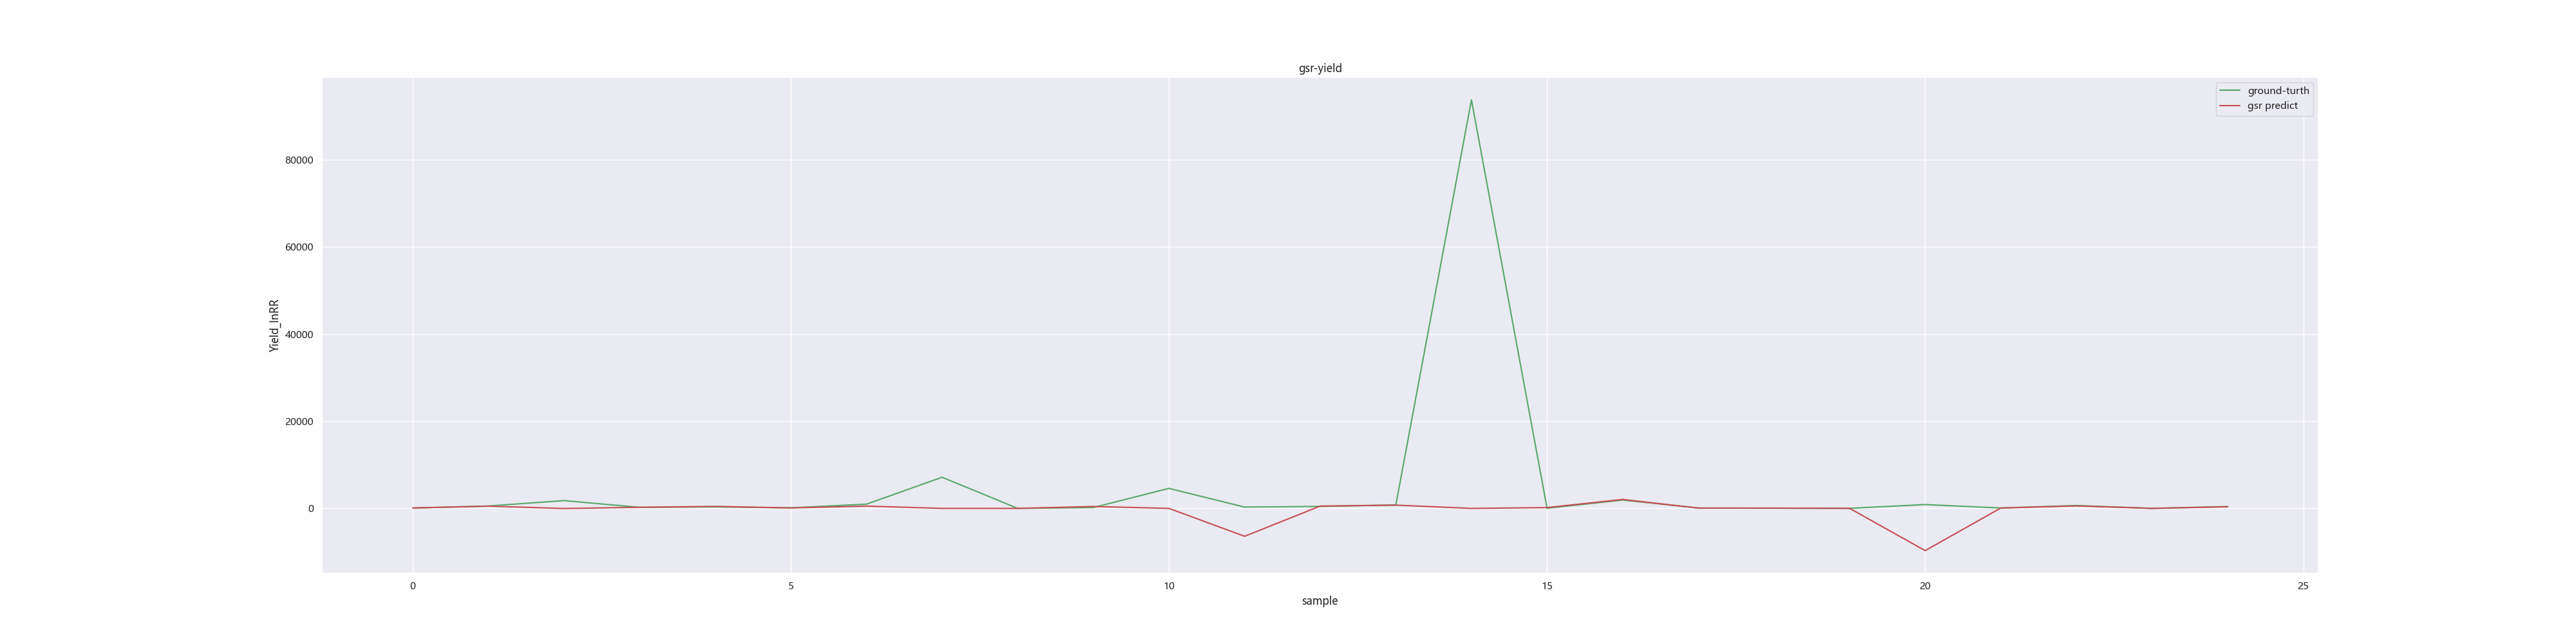 gsr-yield
ground-turth
gsr predict
80000
60000
40000
20000
0
Yield_lnRR
0 5 10 15 20 25
sample